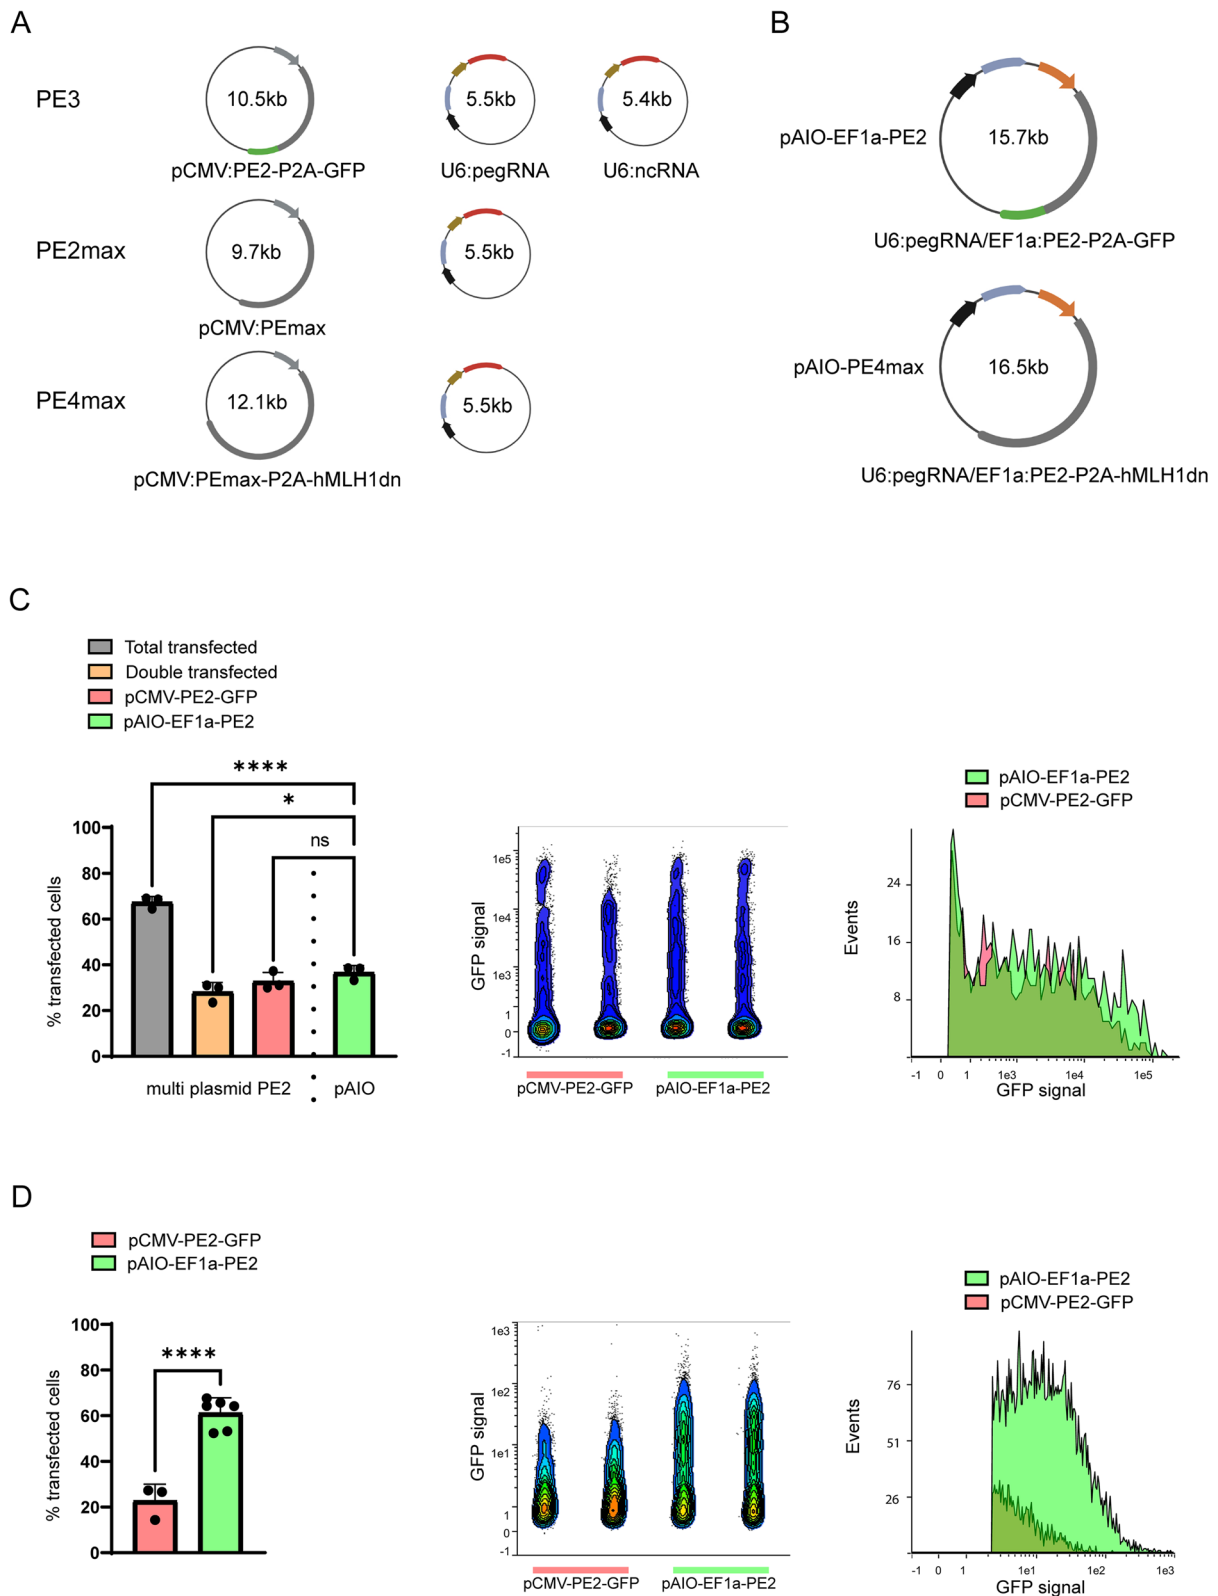 A
B
PE3
10.5kb
5.5kb
5.4kb
pCMV:PE2-P2A-GFP
U6:pegRNA
U6:ncRNA
PE2max
9.7kb
5.5kb
pCMV:PEmax
PE4max
12.1kb
5.5kb
pCMV:PEmax-P2A-hMLH1dn
pAIO-EF1a-PE2
15.7kb
U6:pegRNA/EF1a:PE2-P2A-GFP
pAIO-PE4max
16.5kb
U6:pegRNA/EF1a:PE2-P2A-hMLH1dn
C
Total transfected
Double transfected
pCMV-PE2-GFP
pAIO-EF1a-PE2
****
*
ns
% transfected cells
100
80
60
40
20
0
multi plasmid PE2
pAIO
GFP signal
1e5
1e4
1e3
1
0
-1
pCMV-PE2-GFP
pAIO-EF1a-PE2
pAIO-EF1a-PE2
pCMV-PE2-GFP
Events
24
16
8
-1 0 1 1e3 1e4 1e5
GFP signal
D
pCMV-PE2-GFP
pAIO-EF1a-PE2
****
% transfected cells
100
80
60
40
20
0
GFP signal
1e3
1e2
1e1
1
0
-1
pCMV-PE2-GFP
pAIO-EF1a-PE2
pAIO-EF1a-PE2
pCMV-PE2-GFP
Events
76
51
26
-1 0 1 1e1 1e2 1e3
GFP signal